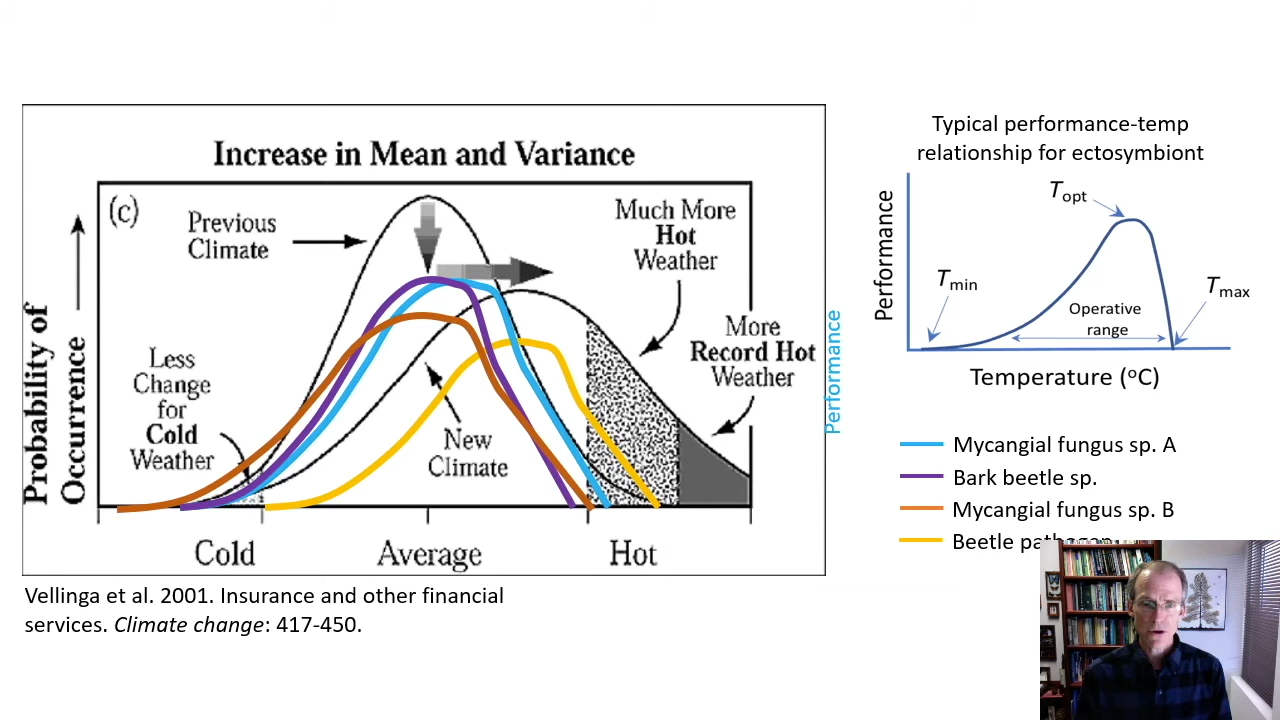 Increase in Mean and Variance
(c)
Previous
Climate
Much More
Hot
Weather
More
Record Hot
Weather
Less
Change
for
Cold
Weather
New
Climate
Probability of
Occurrence
Cold
Average
Hot
Performance
Vellinga et al. 2001. Insurance and other financial
services. Climate change: 417-450.
Typical performance-temp
relationship for ectosymbiont
Performance
Topt
Tmin
Tmax
Operative
range
Temperature (oC)
Mycangial fungus sp. A
Bark beetle sp.
Mycangial fungus sp. B
Beetle